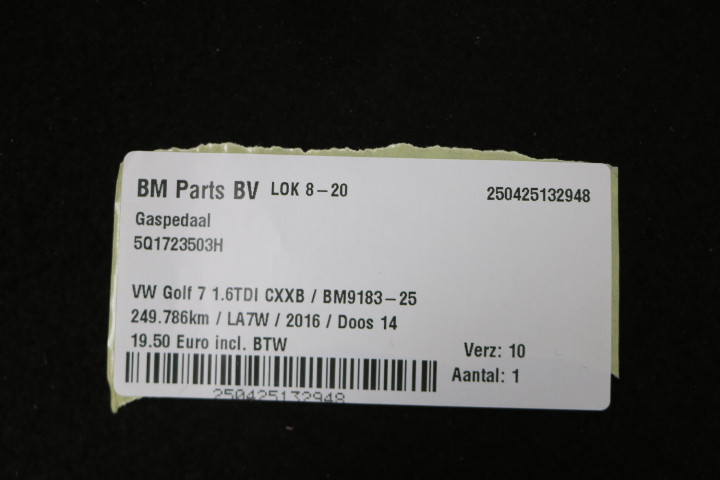 BM Parts BV LOK 8-20 250425132948
Gaspedaal
5Q1723503H
VW Golf 7 1.6TDI CXXB / BM9183-25
249.786km / LA7W / 2016 / Doos 14
19.50 Euro incl. BTW
Verz: 10
Aantal: 1
250425132948